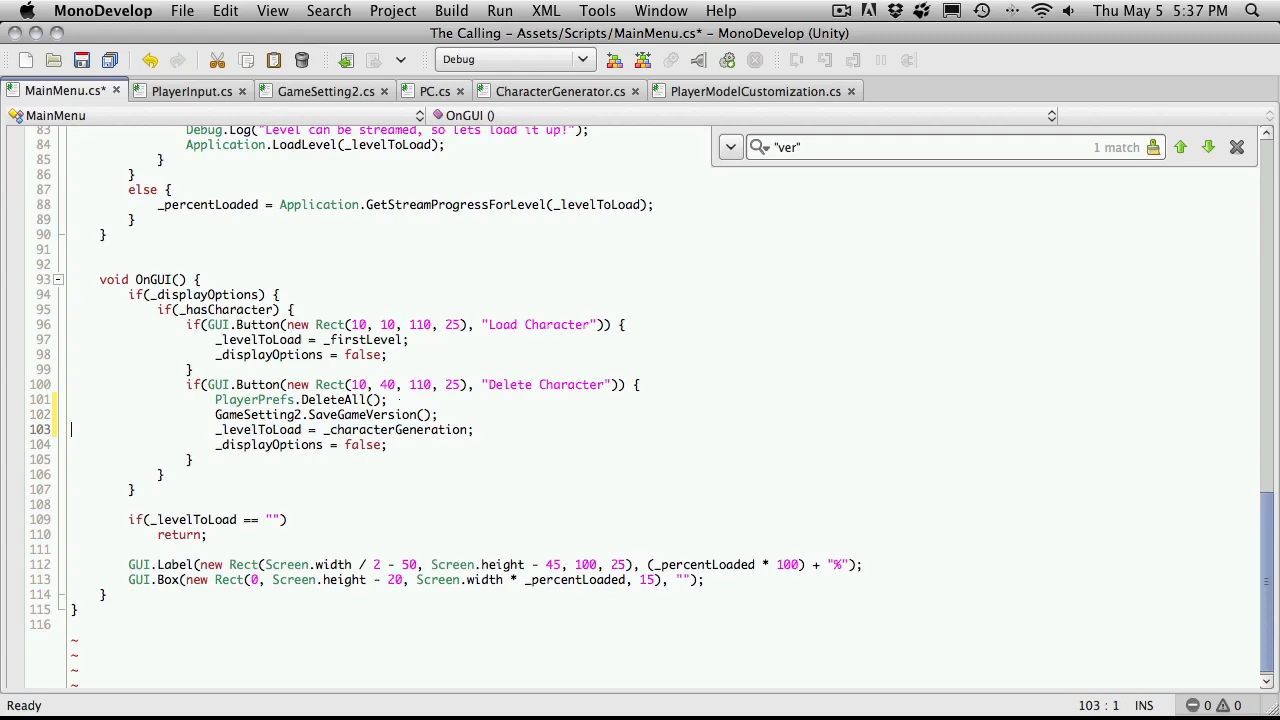 MonoDevelop File Edit View Search Project Build Run XML Tools Window Help Thu May 5 5:37 PM
The Calling - Assets/Scripts/MainMenu.cs* - MonoDevelop (Unity)
Debug
MainMenu.cs* PlayerInput.cs GameSetting2.cs PC.cs CharacterGenerator.cs PlayerModelCustomization.cs
MainMenu OnGUI ()
"ver" 1 match
83 Debug.Log("Level can be streamed, so lets load it up!");
84 Application.LoadLevel(_levelToLoad);
85 }
86 }
87 else {
88 _percentLoaded = Application.GetStreamProgressForLevel(_levelToLoad);
89 }
90 }
91
92
93 void OnGUI() {
94 if(_displayOptions) {
95 if(_hasCharacter) {
96 if(GUI.Button(new Rect(10, 10, 110, 25), "Load Character")) {
97 _levelToLoad = _firstLevel;
98 _displayOptions = false;
99 }
100 if(GUI.Button(new Rect(10, 40, 110, 25), "Delete Character")) {
101 PlayerPrefs.DeleteAll();
102 GameSetting2.SaveGameVersion();
103 _levelToLoad = _characterGeneration;
104 _displayOptions = false;
105 }
106 }
107 }
108
109 if(_levelToLoad == "")
110 return;
111
112 GUI.Label(new Rect(Screen.width / 2 - 50, Screen.height - 45, 100, 25), (_percentLoaded * 100) + "%");
113 GUI.Box(new Rect(0, Screen.height - 20, Screen.width * _percentLoaded, 15), "");
114 }
115 }
116
~
~
~
~
Ready 103 : 1 INS 0 0